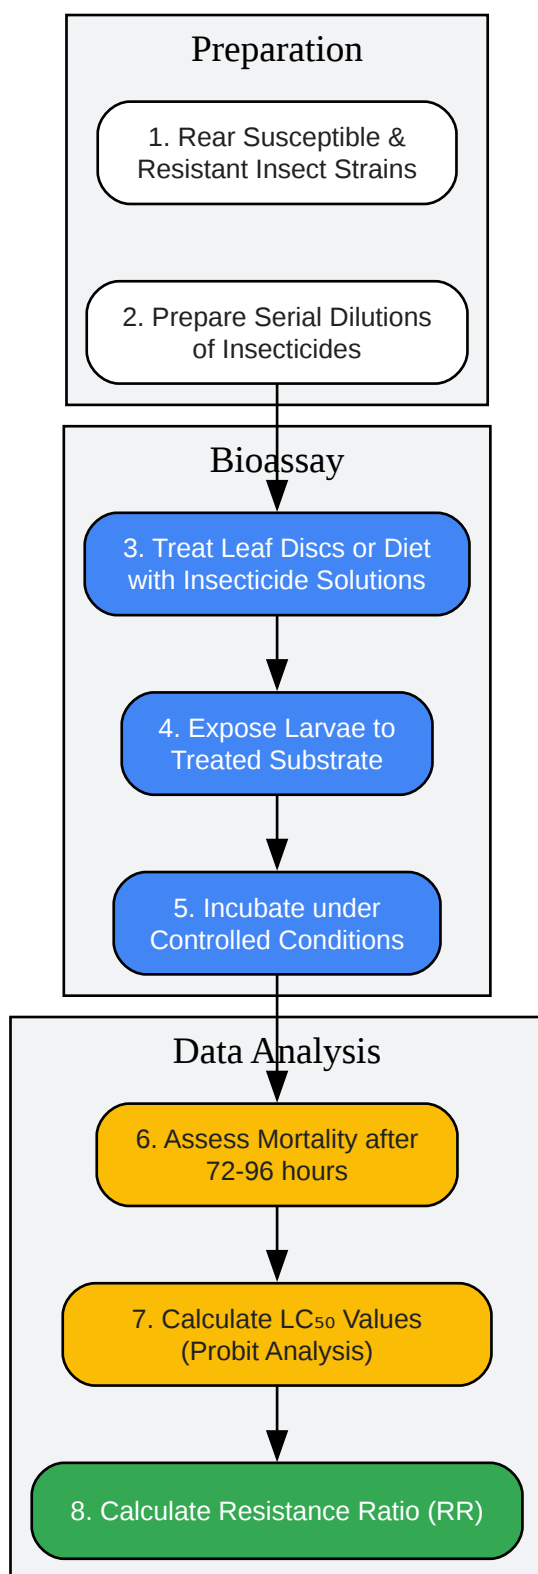 Preparation
1. Rear Susceptible &
Resistant Insect Strains
2. Prepare Serial Dilutions
of Insecticides
Bioassay
3. Treat Leaf Discs or Diet
with Insecticide Solutions
4. Expose Larvae to
Treated Substrate
5. Incubate under
Controlled Conditions
Data Analysis
6. Assess Mortality after
72-96 hours
7. Calculate LC₅₀ Values
(Probit Analysis)
8. Calculate Resistance Ratio (RR)